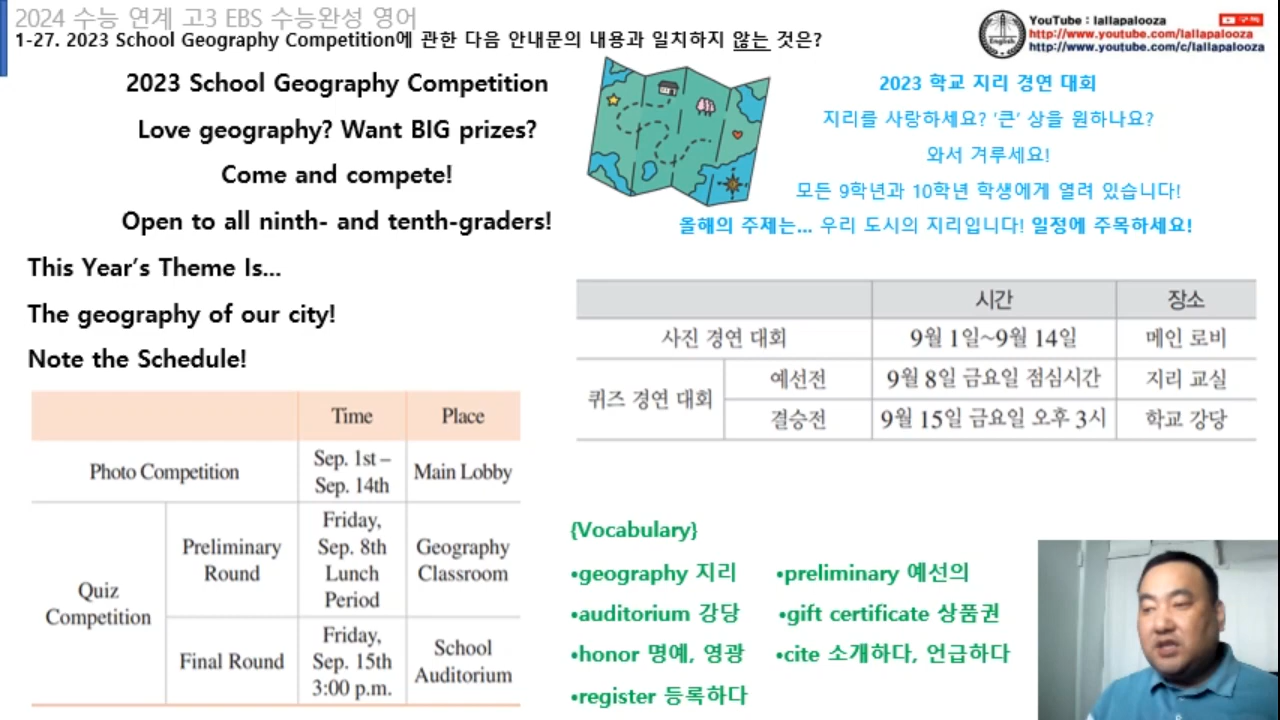 2024 수능 연계 고3 EBS 수능완성 영어
1-27. 2023 School Geography Competition에 관한 다음 안내문의 내용과 일치하지 않는 것은?
YouTube : lallapalooza
구독
http://www.youtube.com/lallapalooza
http://www.youtube.com/c/lallapalooza
English
2023 School Geography Competition
Love geography? Want BIG prizes?
Come and compete!
Open to all ninth- and tenth-graders!
This Year's Theme Is...
The geography of our city!
Note the Schedule!
Time Place
Photo Competition Sep. 1st – Sep. 14th Main Lobby
Quiz Competition
Preliminary Round Friday, Sep. 8th Lunch Period Geography Classroom
Final Round Friday, Sep. 15th 3:00 p.m. School Auditorium
2023 학교 지리 경연 대회
지리를 사랑하세요? '큰' 상을 원하나요?
와서 겨루세요!
모든 9학년과 10학년 학생에게 열려 있습니다!
올해의 주제는... 우리 도시의 지리입니다! 일정에 주목하세요!
시간 장소
사진 경연 대회 9월 1일~9월 14일 메인 로비
퀴즈 경연 대회
예선전 9월 8일 금요일 점심시간 지리 교실
결승전 9월 15일 금요일 오후 3시 학교 강당
{Vocabulary}
•geography 지리 •preliminary 예선의
•auditorium 강당 •gift certificate 상품권
•honor 명예, 영광 •cite 소개하다, 언급하다
•register 등록하다